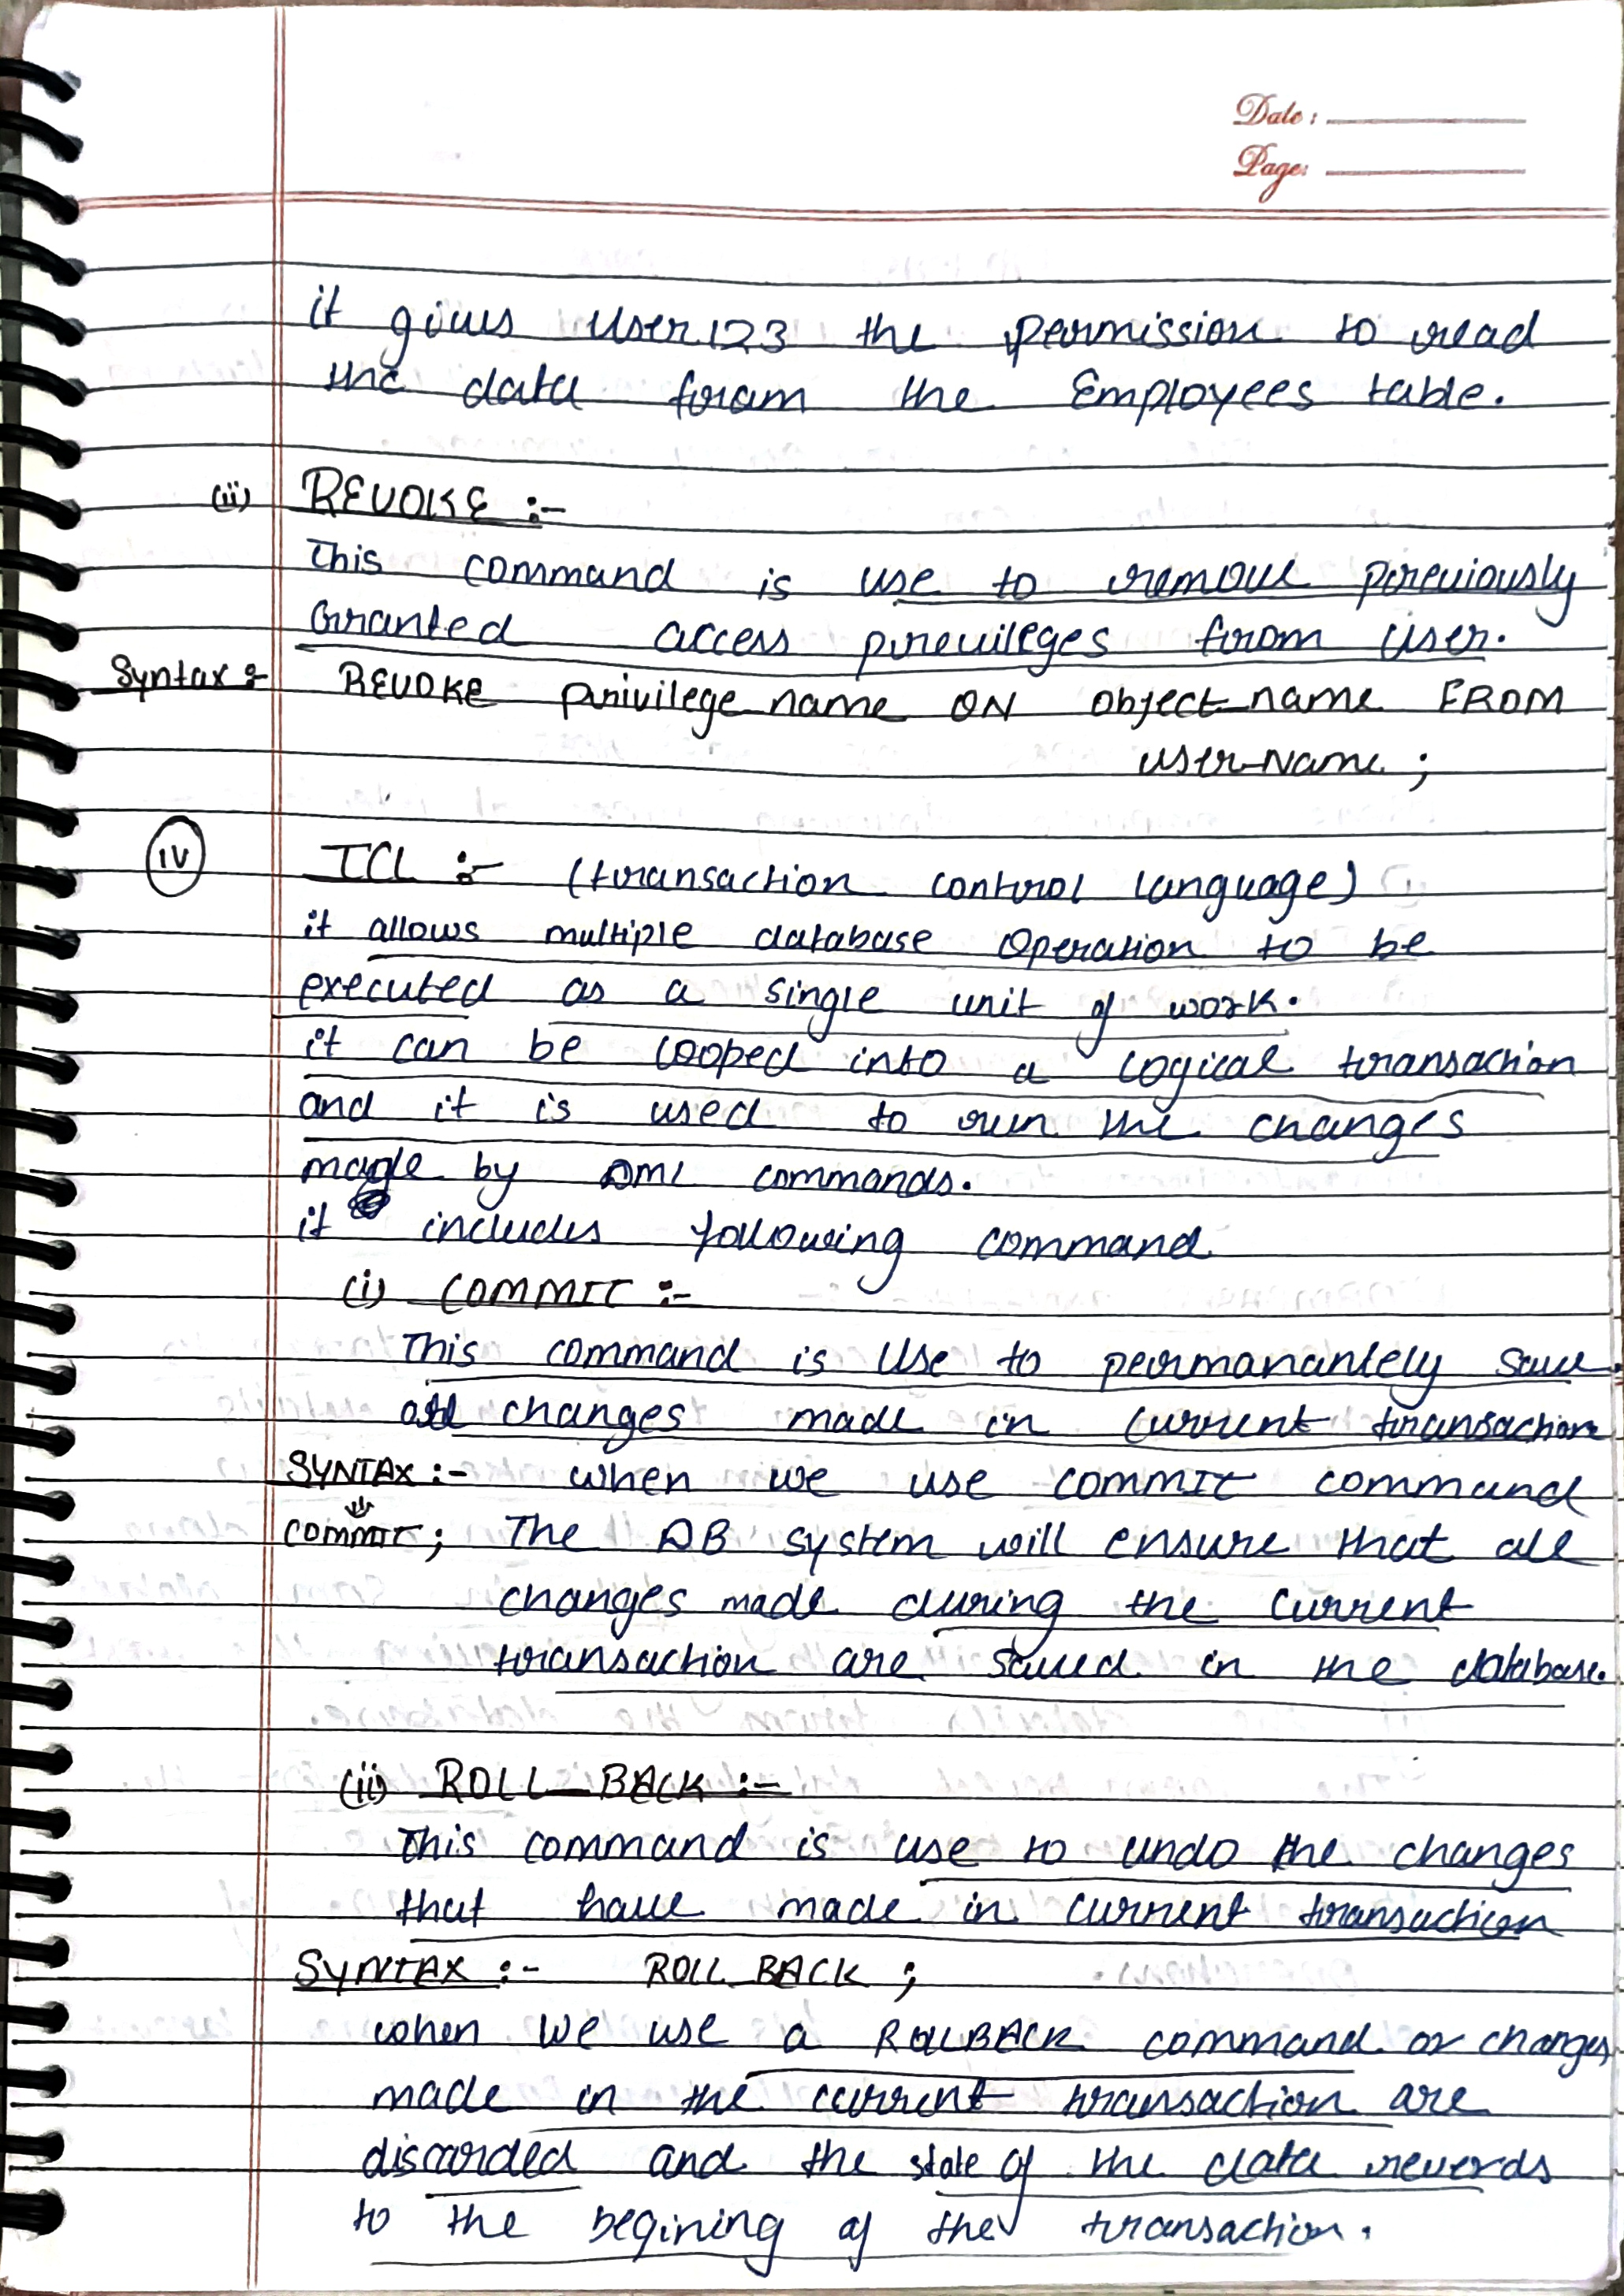 Date :
Page:
it gives User123 the permission to read
the data foram the Employees table.
(ii) REVOKE :-
This command is use to remove previously
Granted access previleges from User.
Syntax :- REVOKE privilege_name ON object_name FROM
user_Name ;
(IV) TCL :- (transaction control language)
it allows multiple database Operation to be
executed as a single unit of work.
it can be looped into a logical transaction
and it is used to run the changes
made by DML commands.
it includes following command
(i) COMMIT :-
This command is Use to permanantely save
all changes made in current transaction
SYNTAX :- when we use COMMIT command
COMMIT; The DB system will ensure that all
changes made during the current
transaction are saved in the database.
(ii) ROLL_BACK :-
This command is use to undo the changes
that have made in current transaction
SYNTAX :- ROLL_BACK ;
when we use a ROLLBACK command or changes
made in the current transaction are
discarded and the state of the data reverds
to the begining of the transaction.